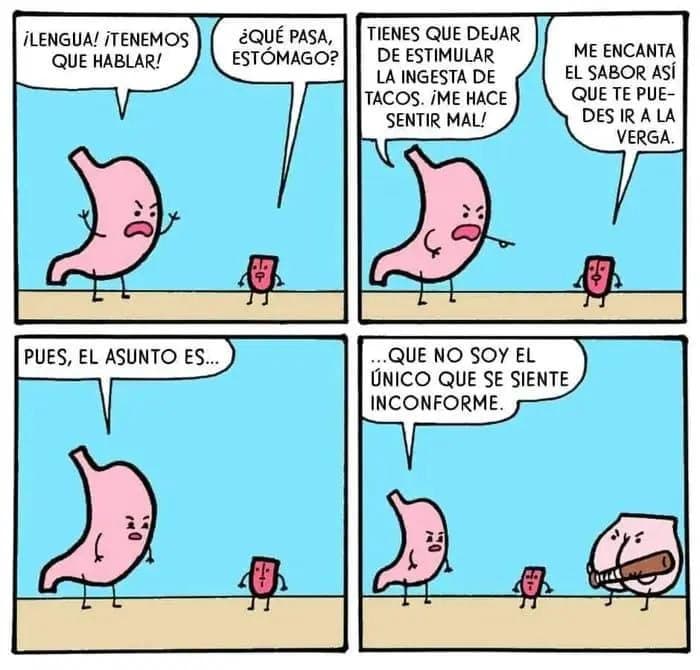 ¡LENGUA! ¡TENEMOS
QUE HABLAR!
¿QUÉ PASA,
ESTÓMAGO?
TIENES QUE DEJAR
DE ESTIMULAR
LA INGESTA DE
TACOS. ¡ME HACE
SENTIR MAL!
ME ENCANTA
EL SABOR ASÍ
QUE TE PUE-
DES IR A LA
VERGA.
PUES, EL ASUNTO ES...
...QUE NO SOY EL
ÚNICO QUE SE SIENTE
INCONFORME.